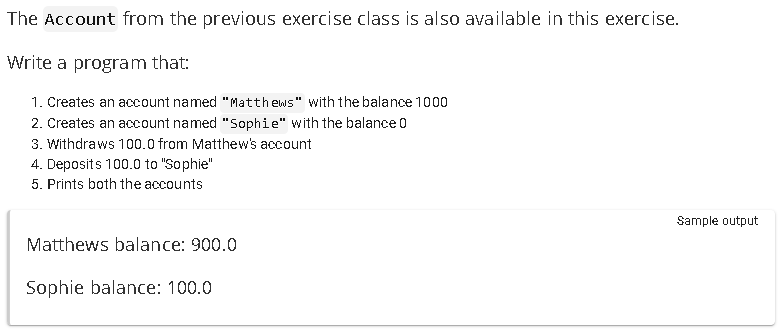 The Account from the previous exercise class is also available in this exercise.
Write a program that:
1. Creates an account named "Matthews" with the balance 1000
2. Creates an account named "Sophie" with the balance 0
3. Withdraws 100.0 from Matthew's account
4. Deposits 100.0 to "Sophie"
5. Prints both the accounts
Sample output
Matthews balance: 900.0
Sophie balance: 100.0